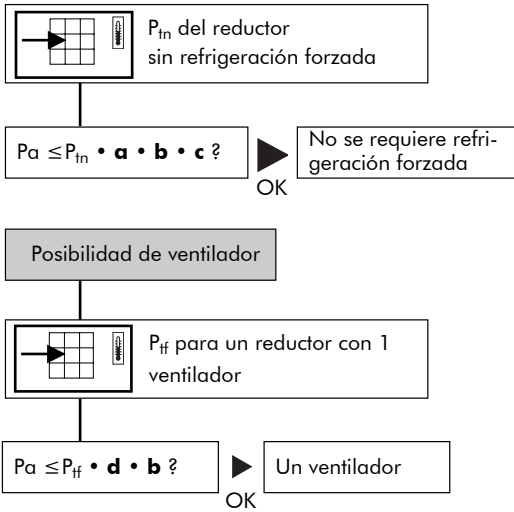 Ptn del reductor
sin refrigeración forzada
Pa ≤Ptn • a • b • c ?
OK
No se requiere refri-
geración forzada
Posibilidad de ventilador
Ptf para un reductor con 1
ventilador
Pa ≤Ptf • d • b ?
OK
Un ventilador